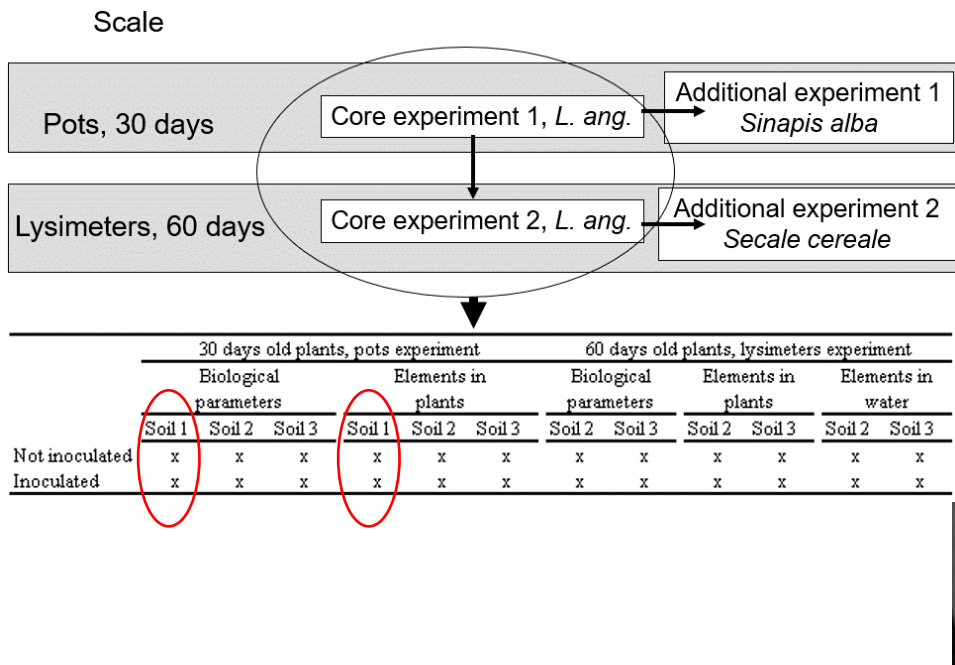 Scale
Pots, 30 days
Core experiment 1, L. ang.
Additional experiment 1
Sinapis alba
Lysimeters, 60 days
Core experiment 2, L. ang.
Additional experiment 2
Secale cereale
30 days old plants, pots experiment 60 days old plants, lysimeters experiment
Biological Elements in Biological Elements in Elements in
parameters plants parameters plants water
Soil 1 Soil 2 Soil 3 Soil 1 Soil 2 Soil 3 Soil 2 Soil 3 Soil 2 Soil 3 Soil 2 Soil 3
Not inoculated x x x x x x x x x x x x
Inoculated x x x x x x x x x x x x